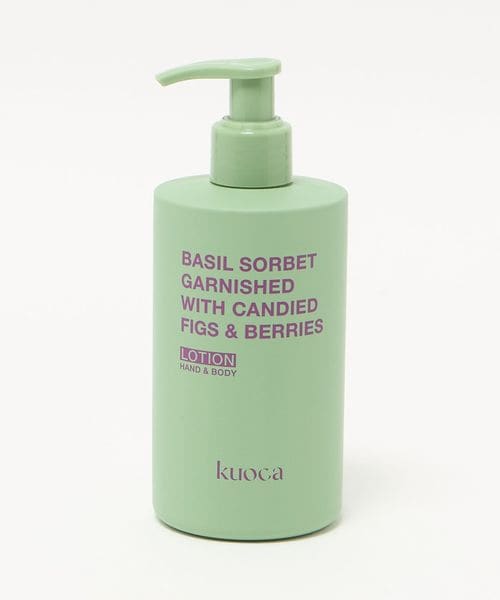 BASIL SORBET
GARNISHED
WITH CANDIED
FIGS & BERRIES
LOTION
HAND & BODY
kuoca